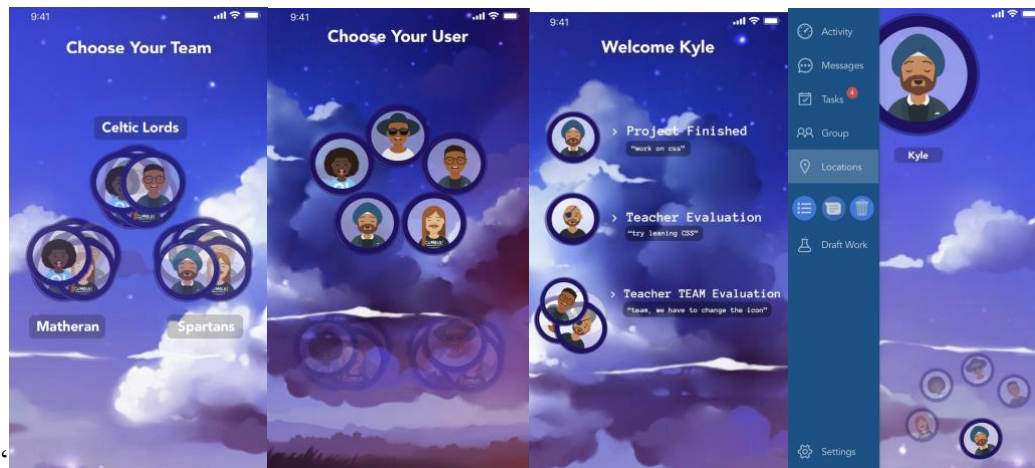 9:41
Choose Your Team
Celtic Lords
Matheran
Spartans
9:41
Choose Your User
9:41
Welcome Kyle
> Project Finished
"work on css"
> Teacher Evaluation
"try leaning CSS"
> Teacher TEAM Evaluation
"team, we have to change the icon"
Activity
Messages
Tasks
4
Group
Locations
Draft Work
Settings
Kyle
‘